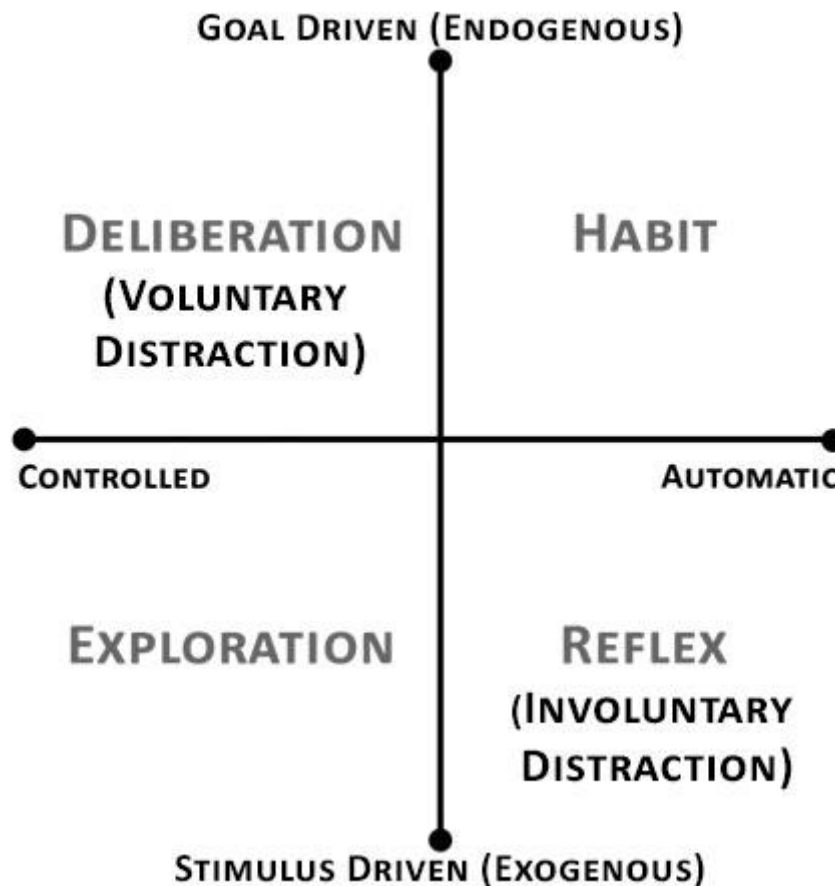 Goal Driven (Endogenous)
Deliberation
(Voluntary
Distraction)
Habit
Controlled
Automatic
Exploration
Reflex
(Involuntary
Distraction)
Stimulus Driven (Exogenous)